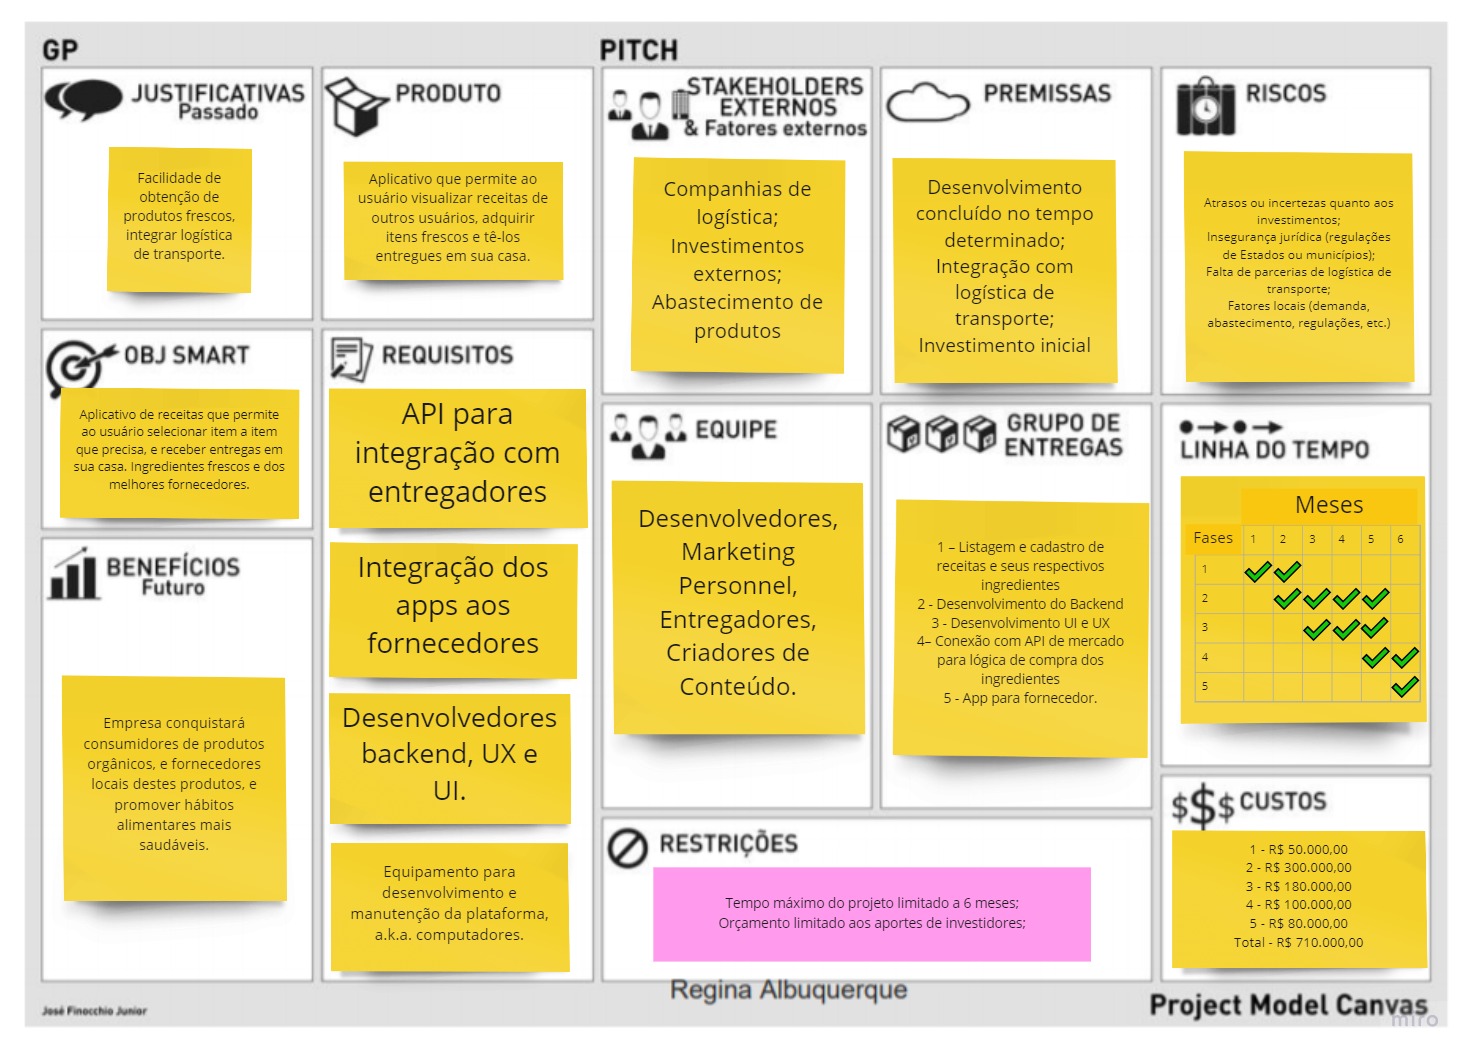 GP
PITCH
JUSTIFICATIVAS
Passado
Facilidade de
obtenção de
produtos frescos,
integrar logística
de transporte.
PRODUTO
Aplicativo que permite ao
usuário visualizar receitas de
outros usuários, adquirir
itens frescos e tê-los
entregues em sua casa.
STAKEHOLDERS
EXTERNOS
& Fatores externos
Companhias de
logística;
Investimentos
externos;
Abastecimento de
produtos
PREMISSAS
Desenvolvimento
concluído no tempo
determinado;
Integração com
logística de
transporte;
Investimento inicial
RISCOS
Atrasos ou incertezas quanto aos
investimentos;
Insegurança jurídica (regulações
de Estados ou municípios);
Falta de parcerias de logística de
transporte;
Fatores locais (demanda,
abastecimento, regulações, etc.)
OBJ SMART
Aplicativo de receitas que permite
ao usuário selecionar item a item
que precisa, e receber entregas em
sua casa. Ingredientes frescos e dos
melhores fornecedores.
REQUISITOS
API para
integração com
entregadores
Integração dos
apps aos
fornecedores
Desenvolvedores
backend, UX e
UI.
Equipamento para
desenvolvimento e
manutenção da plataforma,
a.k.a. computadores.
EQUIPE
Desenvolvedores,
Marketing
Personnel,
Entregadores,
Criadores de
Conteúdo.
GRUPO DE
ENTREGAS
1 – Listagem e cadastro de
receitas e seus respectivos
ingredientes
2 - Desenvolvimento do Backend
3 - Desenvolvimento UI e UX
4– Conexão com API de mercado
para lógica de compra dos
ingredientes
5 - App para fornecedor.
LINHA DO TEMPO
Meses
Fases 1 2 3 4 5 6
1
2
3
4
5
BENEFÍCIOS
Futuro
Empresa conquistará
consumidores de produtos
orgânicos, e fornecedores
locais destes produtos, e
promover hábitos
alimentares mais
saudáveis.
RESTRIÇÕES
Tempo máximo do projeto limitado a 6 meses;
Orçamento limitado aos aportes de investidores;
$$$ CUSTOS
1 - R$ 50.000,00
2 - R$ 300.000,00
3 - R$ 180.000,00
4 - R$ 100.000,00
5 - R$ 80.000,00
Total - R$ 710.000,00
Regina Albuquerque
José Finocchio Junior
Project Model Canvas
miro